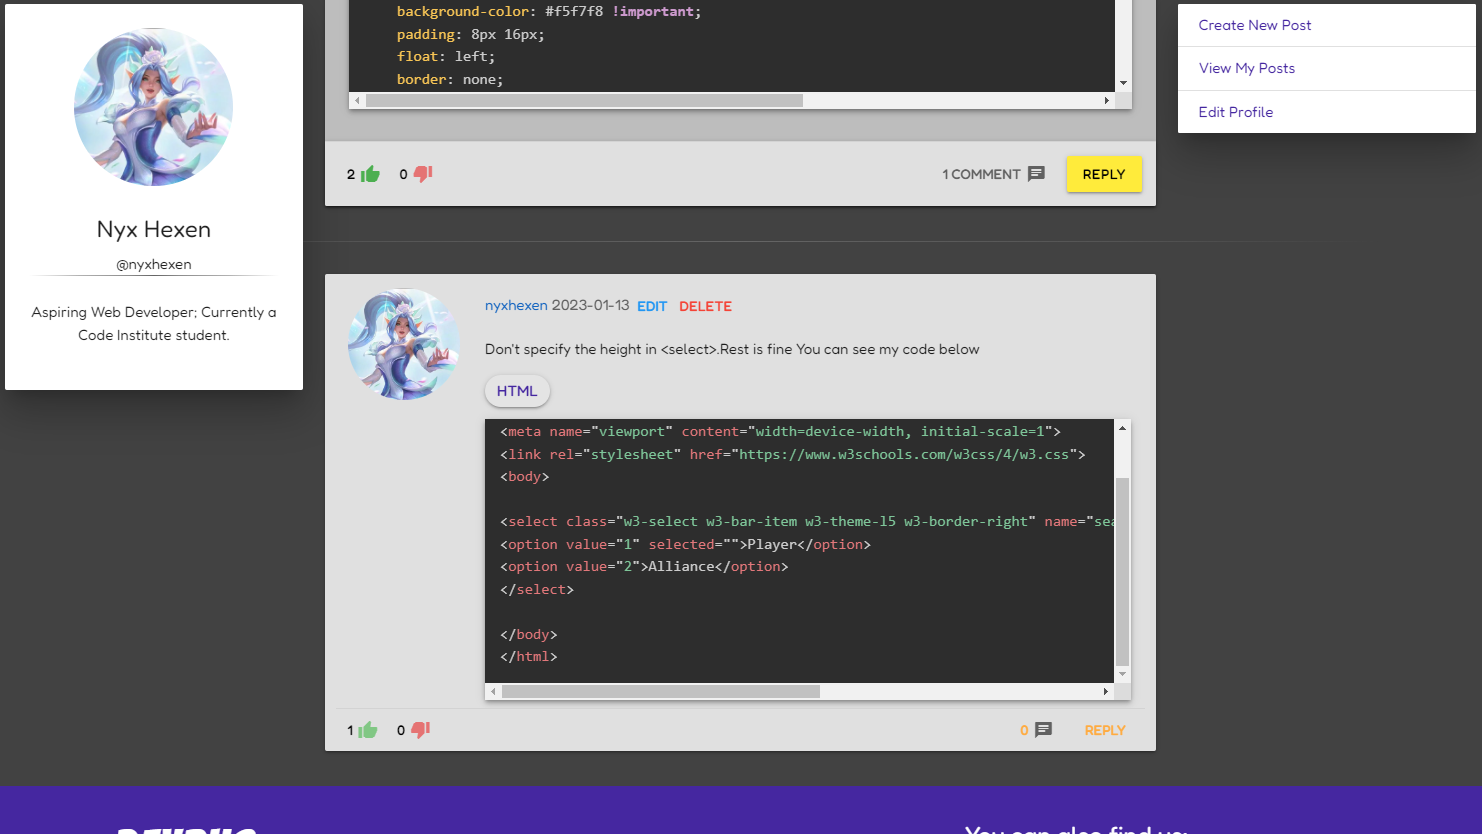 background-color: #f5f7f8 !important;
padding: 8px 16px;
float: left;
border: none;
Create New Post
View My Posts
Edit Profile
2 0 1 COMMENT REPLY
Nyx Hexen
@nyxhexen
Aspiring Web Developer; Currently a
Code Institute student.
nyxhexen 2023-01-13 EDIT DELETE
Don't specify the height in <select>.Rest is fine You can see my code below
HTML
<meta name="viewport" content="width=device-width, initial-scale=1">
<link rel="stylesheet" href="https://www.w3schools.com/w3css/4/w3.css">
<body>
<select class="w3-select w3-bar-item w3-theme-l5 w3-border-right" name="sea
<option value="1" selected="">Player</option>
<option value="2">Alliance</option>
</select>
</body>
</html>
1 0 0 REPLY
You can also find us: